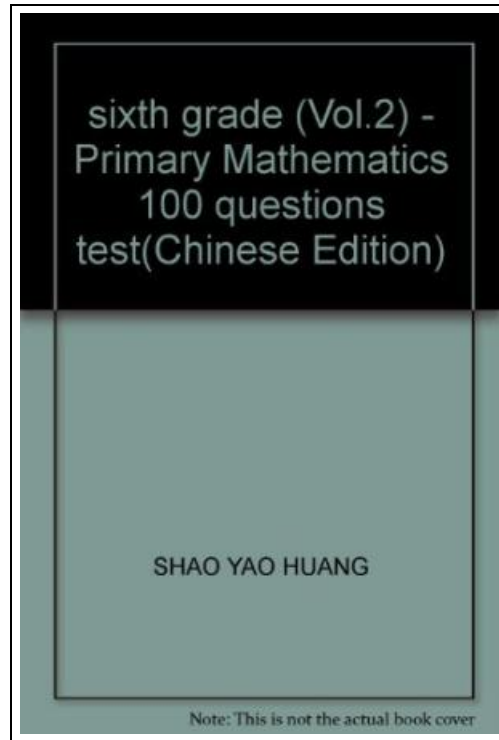 sixth grade (Vol.2) -
Primary Mathematics
100 questions
test(Chinese Edition)
SHAO YAO HUANG
Note: This is not the actual book cover